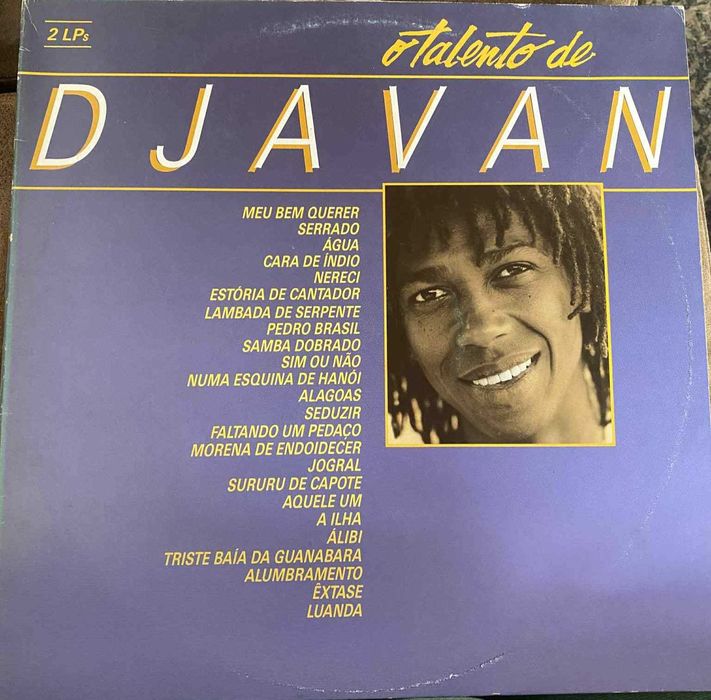 2 LPs
o talento de
DJAVAN
MEU BEM QUERER
SERRADO
ÁGUA
CARA DE ÍNDIO
NERECI
ESTÓRIA DE CANTADOR
LAMBADA DE SERPENTE
PEDRO BRASIL
SAMBA DOBRADO
SIM OU NÃO
NUMA ESQUINA DE HANÓI
ALAGOAS
SEDUZIR
FALTANDO UM PEDAÇO
MORENA DE ENDOIDECER
JOGRAL
SURURU DE CAPOTE
AQUELE UM
A ILHA
ÁLIBI
TRISTE BAÍA DA GUANABARA
ALUMBRAMENTO
ÊXTASE
LUANDA